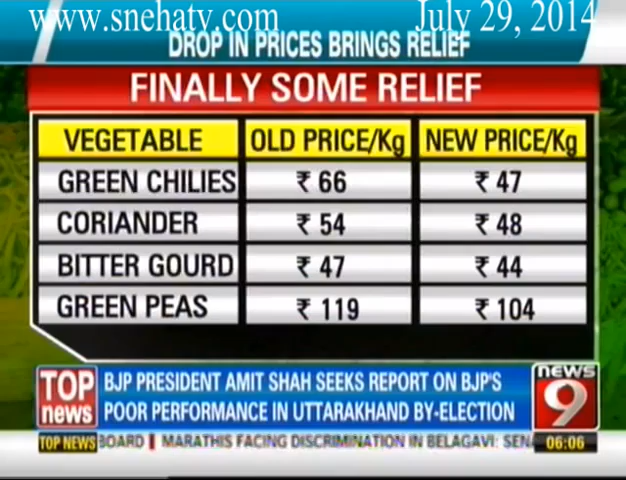 www.snehatv.com July 29, 2014
DROP IN PRICES BRINGS RELIEF
FINALLY SOME RELIEF
VEGETABLE OLD PRICE/Kg NEW PRICE/Kg
GREEN CHILIES ₹ 66 ₹ 47
CORIANDER ₹ 54 ₹ 48
BITTER GOURD ₹ 47 ₹ 44
GREEN PEAS ₹ 119 ₹ 104
TOP news
BJP PRESIDENT AMIT SHAH SEEKS REPORT ON BJP'S
POOR PERFORMANCE IN UTTARAKHAND BY-ELECTION
news 9
TOP NEWS BOARD MARATHIS FACING DISCRIMINATION IN BELAGAVI: SENA 06:06